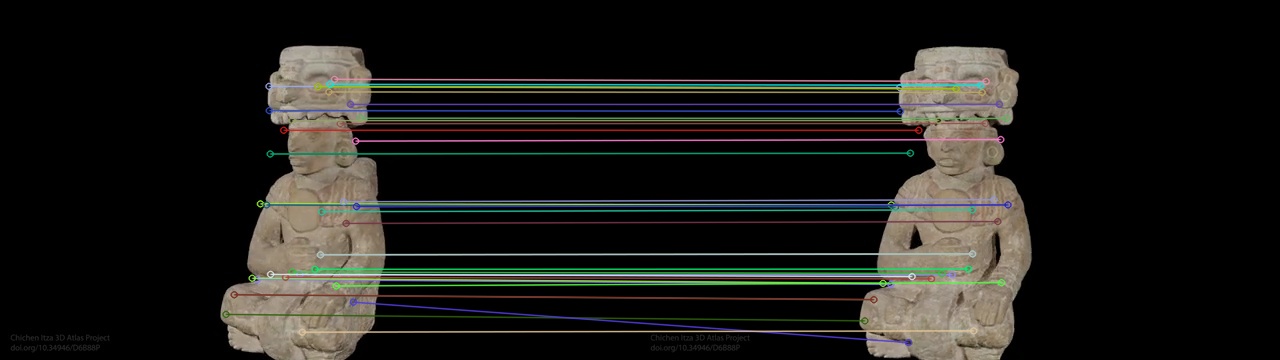 Chichen Itza 3D Atlas Project
doi.org/10.34946/D6B88P
Chichen Itza 3D Atlas Project
doi.org/10.34946/D6B88P